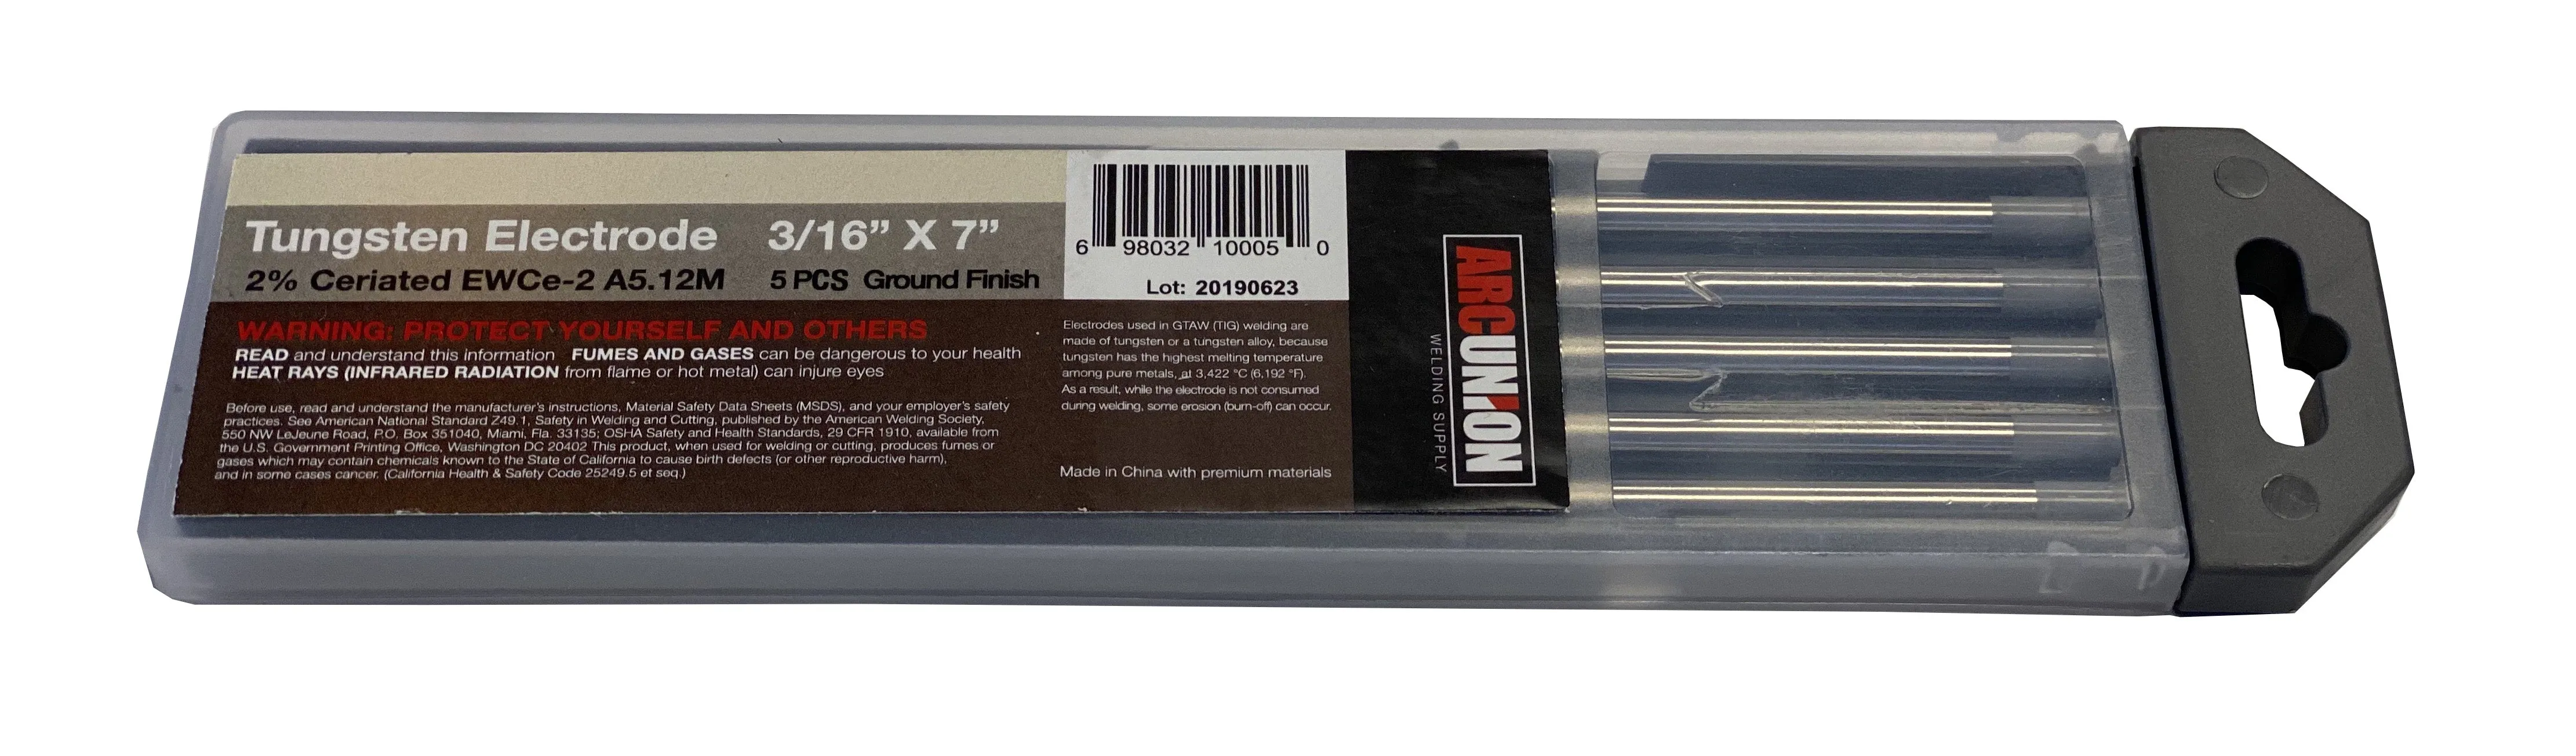 Tungsten Electrode 3/16” X 7”
2% Ceriated EWCe-2 A5.12M 5 PCS Ground Finish
WARNING: PROTECT YOURSELF AND OTHERS
READ and understand this information FUMES AND GASES can be dangerous to your health
HEAT RAYS (INFRARED RADIATION from flame or hot metal) can injure eyes
Before use, read and understand the manufacturer's instructions, Material Safety Data Sheets (MSDS), and your employer's safety
practices. See American National Standard Z49.1, Safety in Welding and Cutting, published by the American Welding Society,
550 NW LeJeune Road, P.O. Box 351040, Miami, Fla. 33135; OSHA Safety and Health Standards, 29 CFR 1910, available from
the U.S. Government Printing Office, Washington DC 20402 This product, when used for welding or cutting, produces fumes or
gases which may contain chemicals known to the State of California to cause birth defects (or other reproductive harm),
and in some cases cancer. (California Health & Safety Code 25249.5 et seq.)
6 98032 10005 0
Lot: 20190623
Electrodes used in GTAW (TIG) welding are
made of tungsten or a tungsten alloy, because
tungsten has the highest melting temperature
among pure metals, at 3,422 °C (6,192 °F).
As a result, while the electrode is not consumed
during welding, some erosion (burn-off) can occur.
Made in China with premium materials
ARCUNION
WELDING SUPPLY